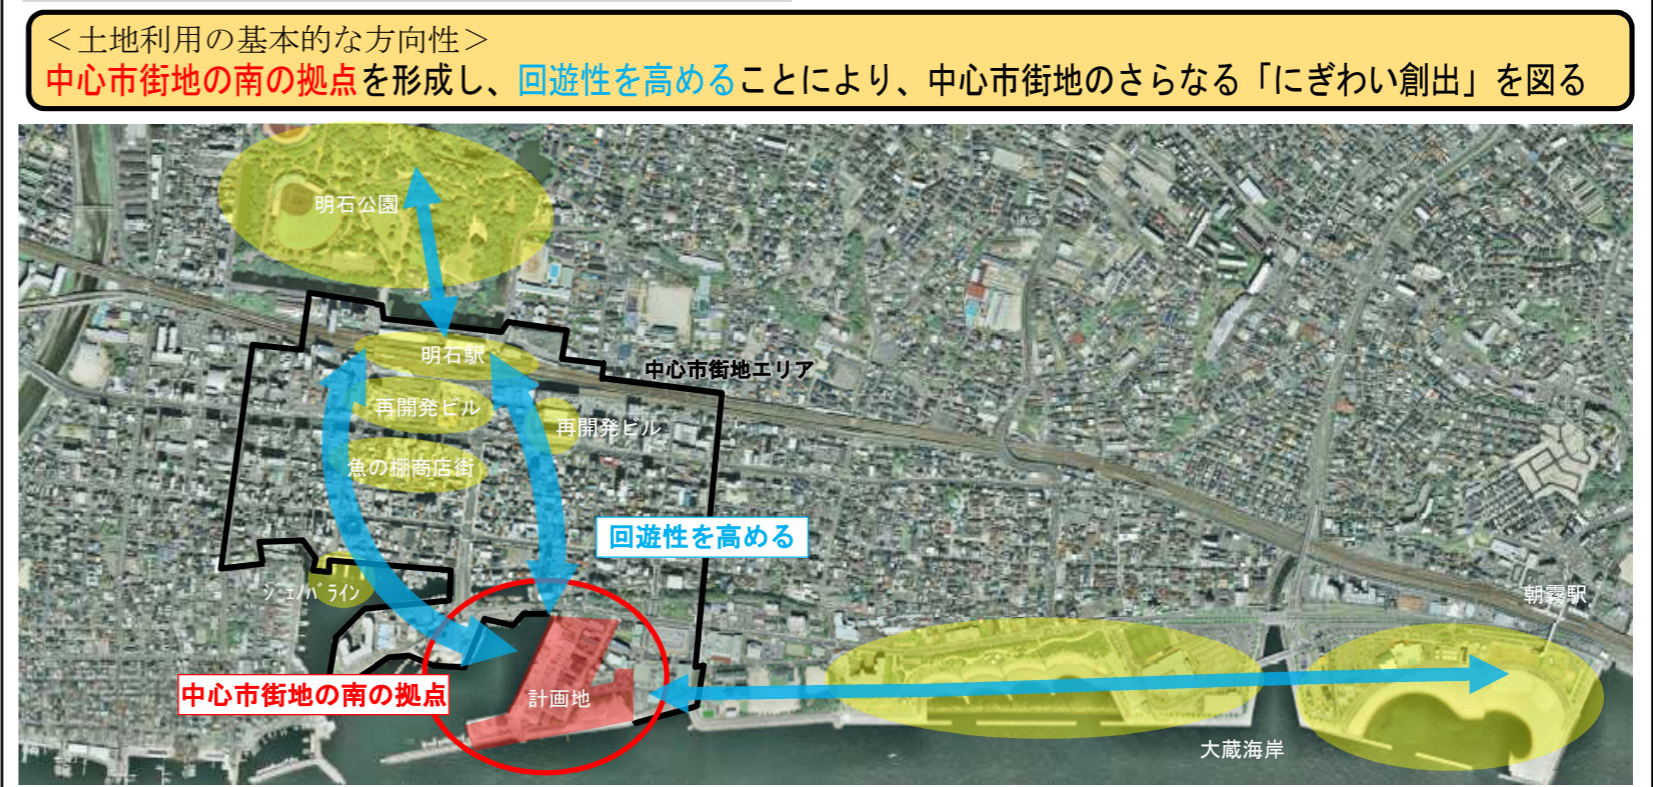 ＜土地利用の基本的な方向性＞
中心市街地の南の拠点を形成し、回遊性を高めることにより、中心市街地のさらなる「にぎわい創出」を図る
明石公園
明石駅
中心市街地エリア
再開発ビル
再開発ビル
魚の棚商店街
回遊性を高める
ｼﾞｪﾉﾊﾞﾗｲﾝ
朝霧駅
中心市街地の南の拠点
計画地
大蔵海岸